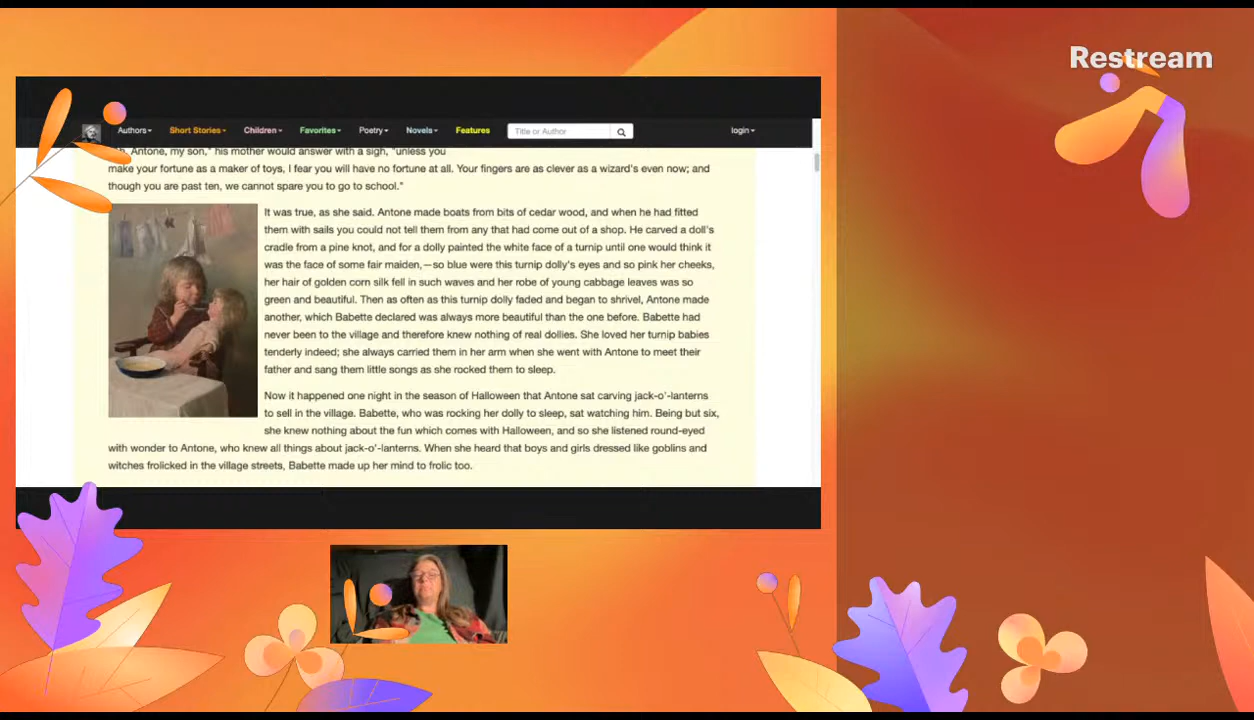 Restream
Authors
Short Stories
Children
Favorites
Poetry
Novels
Features
Title or Author
login
Antone, my son," his mother would answer with a sigh, "unless you
make your fortune as a maker of toys, I fear you will have no fortune at all. Your fingers are as clever as a wizard's even now; and
though you are past ten, we cannot spare you to go to school."
It was true, as she said. Antone made boats from bits of cedar wood, and when he had fitted
them with sails you could not tell them from any that had come out of a shop. He carved a doll's
cradle from a pine knot, and for a dolly painted the white face of a turnip until one would think it
was the face of some fair maiden,—so blue were this turnip dolly's eyes and so pink her cheeks,
her hair of golden corn silk fell in such waves and her robe of young cabbage leaves was so
green and beautiful. Then as often as this turnip dolly faded and began to shrivel, Antone made
another, which Babette declared was always more beautiful than the one before. Babette had
never been to the village and therefore knew nothing of real dollies. She loved her turnip babies
tenderly indeed; she always carried them in her arm when she went with Antone to meet their
father and sang them little songs as she rocked them to sleep.
Now it happened one night in the season of Halloween that Antone sat carving jack-o'-lanterns
to sell in the village. Babette, who was rocking her dolly to sleep, sat watching him. Being but six,
she knew nothing about the fun which comes with Halloween, and so she listened round-eyed
with wonder to Antone, who knew all things about jack-o'-lanterns. When she heard that boys and girls dressed like goblins and
witches frolicked in the village streets, Babette made up her mind to frolic too.